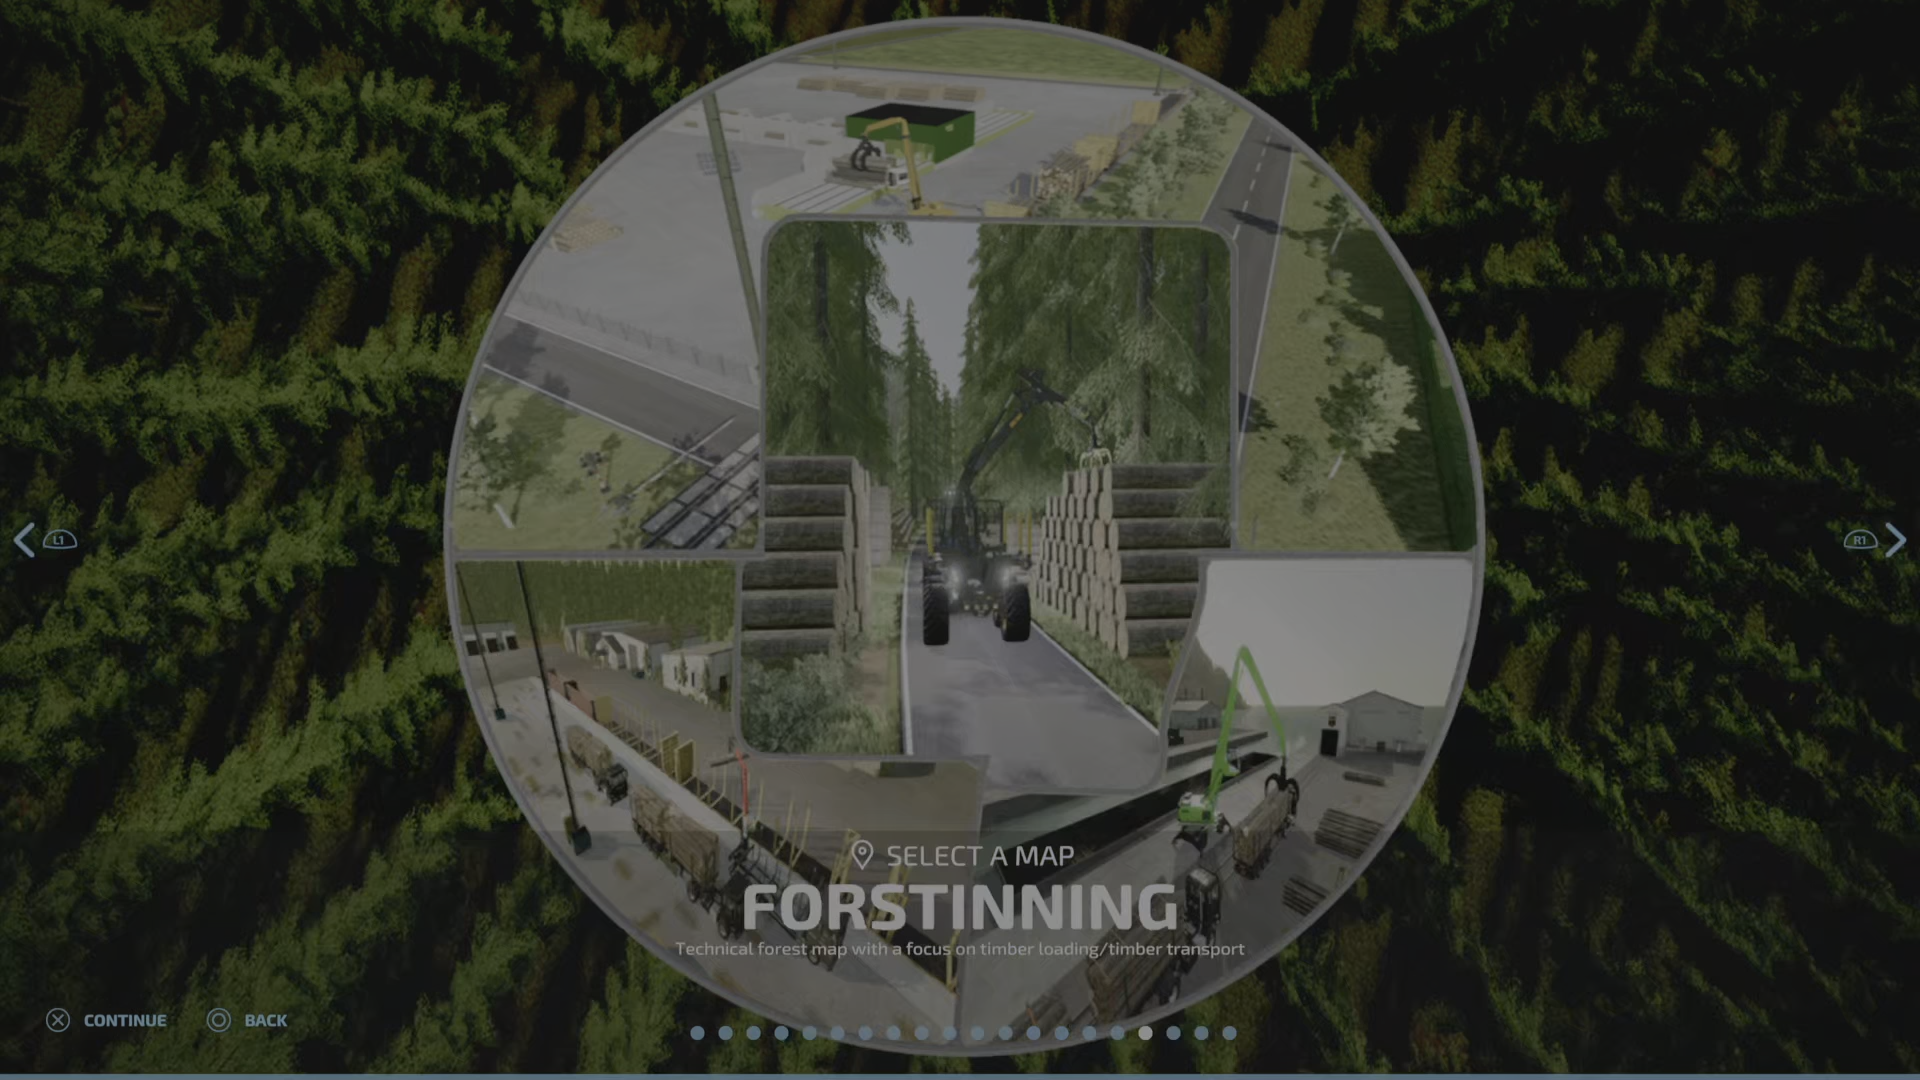 L1
R1
SELECT A MAP
FORSTINNING
Technical forest map with a focus on timber loading/timber transport
CONTINUE
BACK